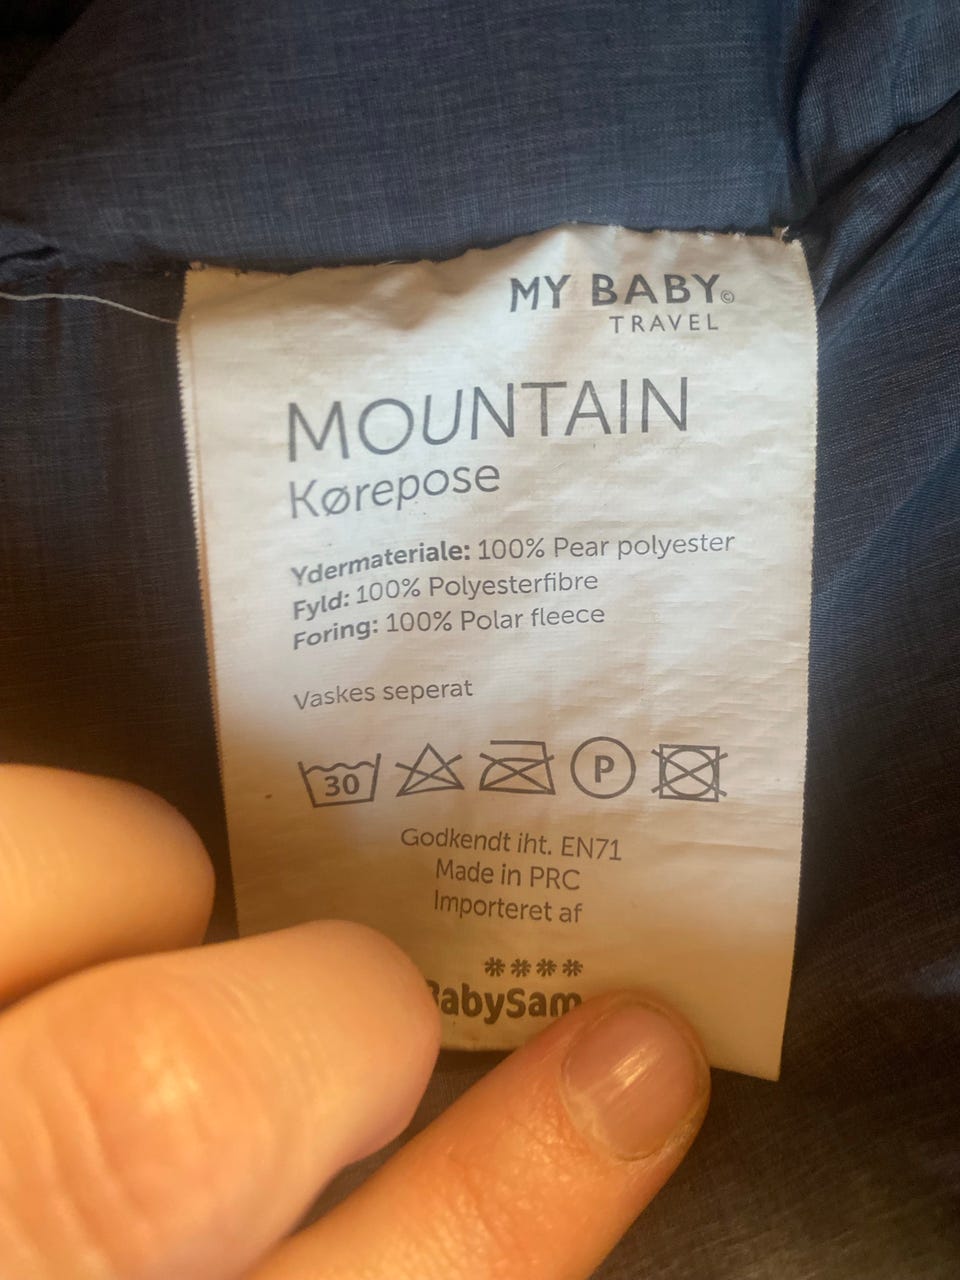 MY BABY©
TRAVEL
MOUNTAIN
Kørepose
Ydermateriale: 100% Pear polyester
Fyld: 100% Polyesterfibre
Foring: 100% Polar fleece
Vaskes seperat
30
P
Godkendt iht. EN71
Made in PRC
Importeret af
BabySam